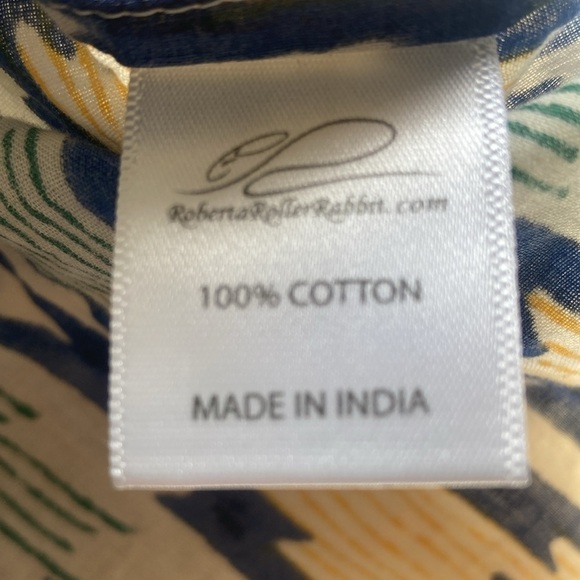 RobertaRollerRabbit.com
100% COTTON
MADE IN INDIA